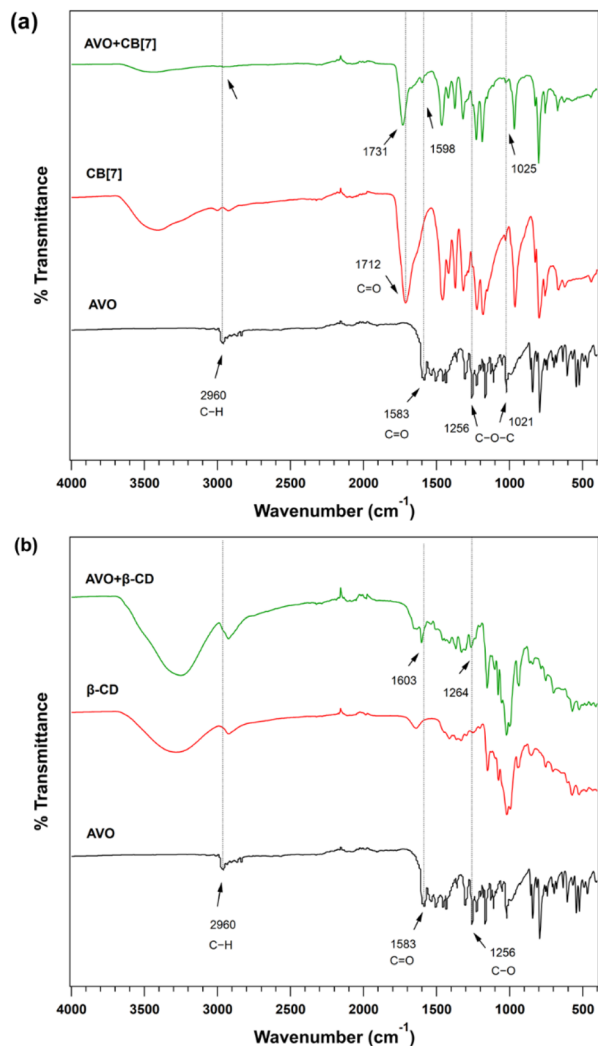 (a)
AVO+CB[7]
1731
1598
1025
CB[7]
1712
C=O
AVO
2960
C−H
1583
C=O
1256
1021
C−O−C
% Transmittance
4000 3500 3000 2500 2000 1500 1000 500
Wavenumber (cm⁻¹)
(b)
AVO+β-CD
1603
1264
β-CD
AVO
2960
C−H
1583
C=O
1256
C−O
% Transmittance
4000 3500 3000 2500 2000 1500 1000 500
Wavenumber (cm⁻¹)